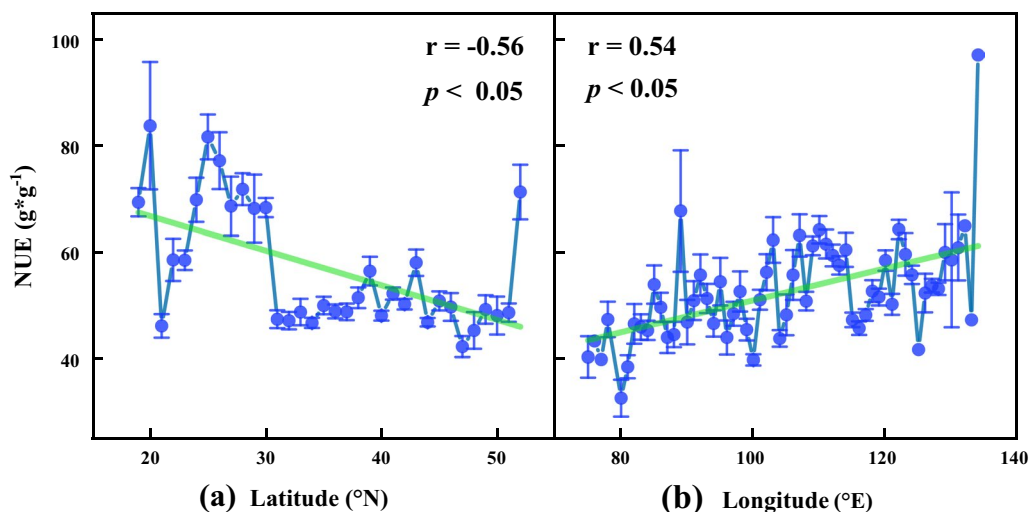 100
80
60
40
NUE (g*g⁻¹)
r = -0.56
p < 0.05
r = 0.54
p < 0.05
20 30 40 50
80 100 120 140
(a) Latitude (°N)
(b) Longitude (°E)